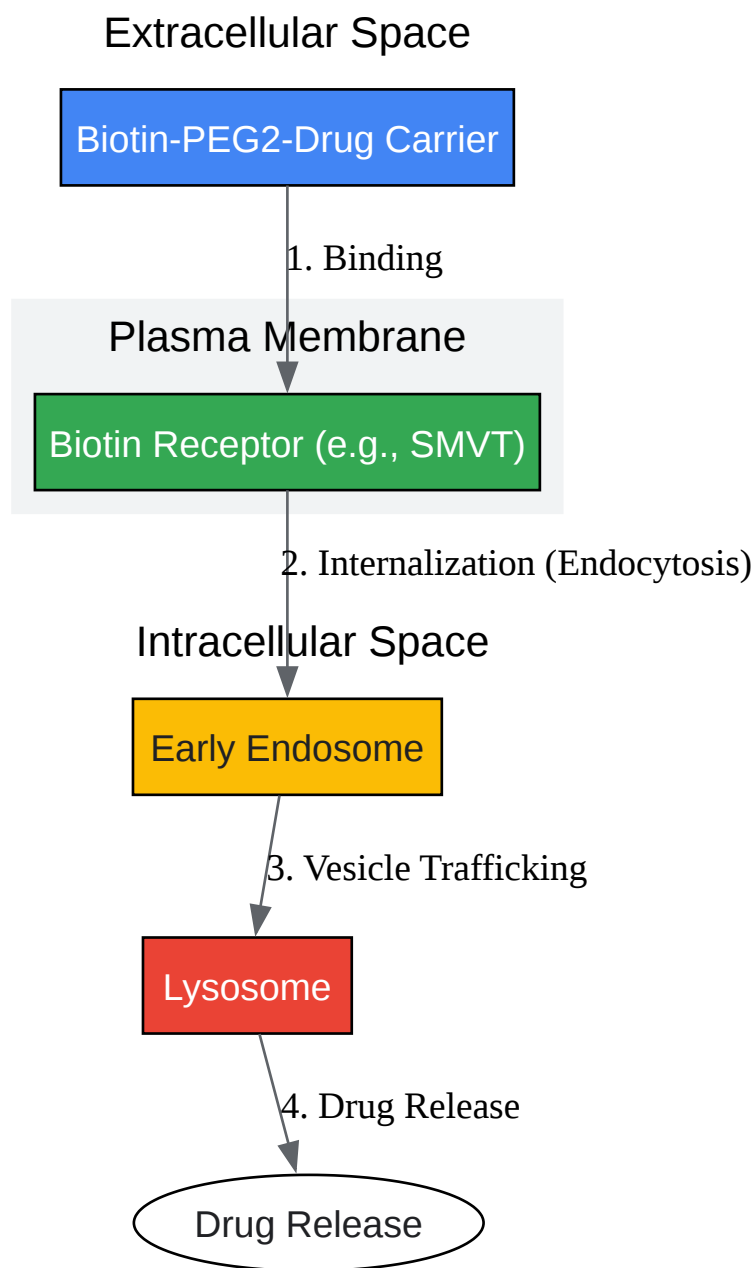 Extracellular Space
Biotin-PEG2-Drug Carrier
1. Binding
Plasma Membrane
Biotin Receptor (e.g., SMVT)
2. Internalization (Endocytosis)
Intracellular Space
Early Endosome
3. Vesicle Trafficking
Lysosome
4. Drug Release
Drug Release